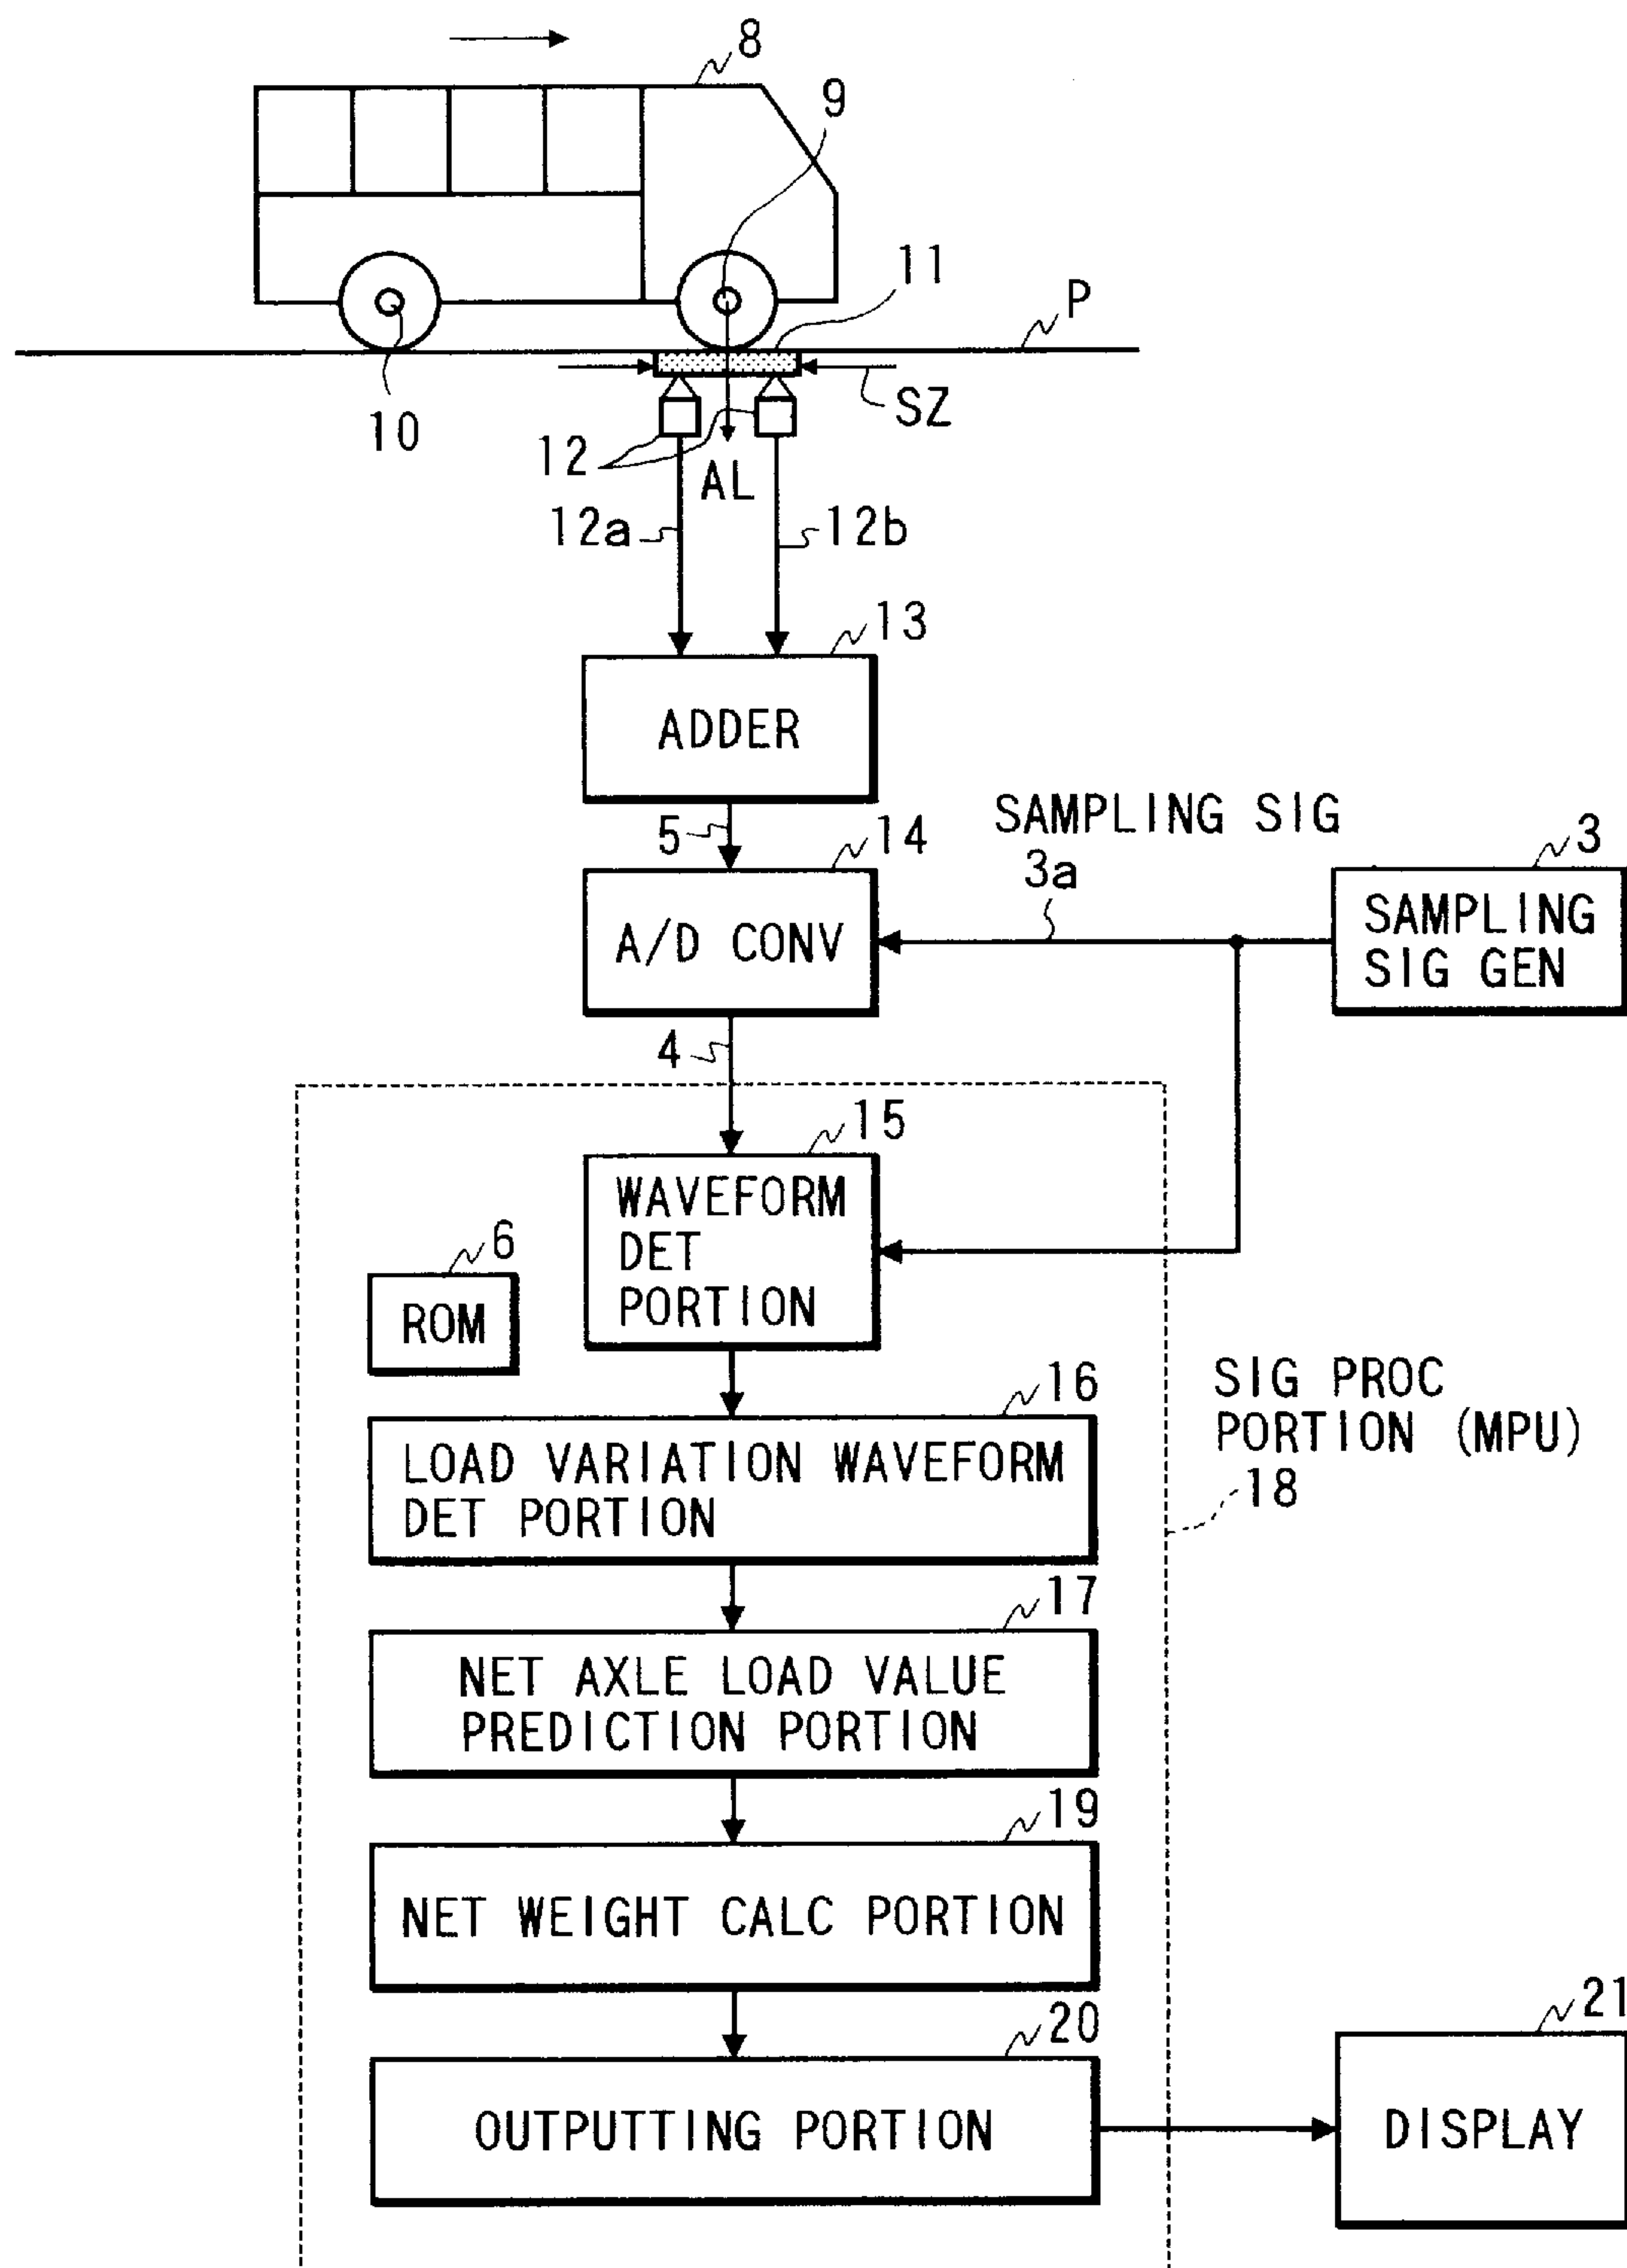 8
9
11
P
10
12
SZ
AL
12a
12b
13
ADDER
5
14
SAMPLING SIG
3a
3
A/D CONV
SAMPLING
SIG GEN
4
15
WAVEFORM
DET
PORTION
6
ROM
16
LOAD VARIATION WAVEFORM
DET PORTION
SIG PROC
PORTION (MPU)
18
17
NET AXLE LOAD VALUE
PREDICTION PORTION
19
NET WEIGHT CALC PORTION
20
OUTPUTTING PORTION
21
DISPLAY